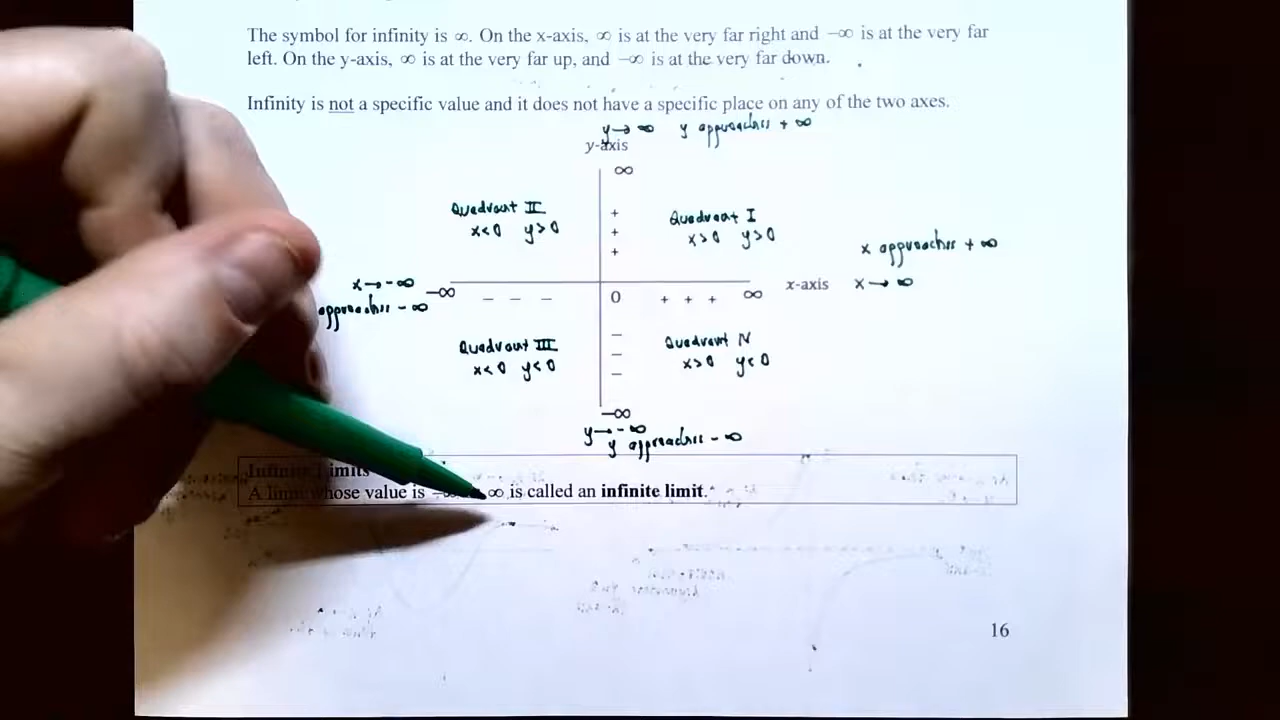 The symbol for infinity is ∞. On the x-axis, ∞ is at the very far right and −∞ is at the very far
left. On the y-axis, ∞ is at the very far up, and −∞ is at the very far down.
Infinity is not a specific value and it does not have a specific place on any of the two axes.
y→ ∞ y approaches + ∞
y-axis
∞
Quadrant II
x<0 y>0
+
+
+
Quadrant I
x>0 y>0
x approaches + ∞
x→ -∞
−∞
x-axis
x→ ∞
approaches - ∞
− − −
0
+ + +
∞
Quadrant III
x<0 y<0
−
−
−
Quadrant IV
x>0 y<0
−∞
y→ -∞
y approaches - ∞
Infinite Limits
A limit whose value is −∞ ∞ is called an infinite limit.
16